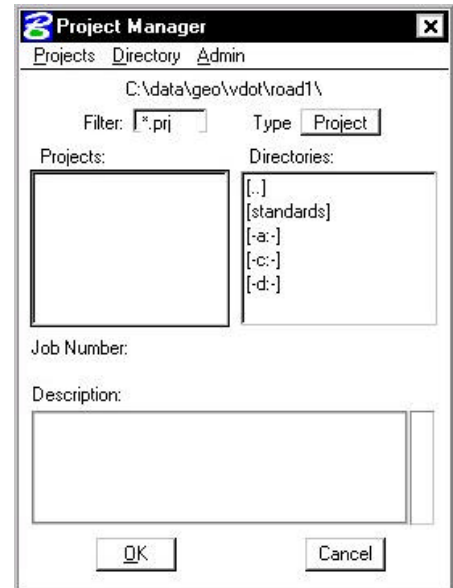 Project Manager
Projects Directory Admin
C:\data\geo\vdot\road1\
Filter: *.prj Type Project
Projects: Directories:
[..]
[standards]
[-a:-]
[-c:-]
[-d:-]
Job Number:
Description:
OK Cancel